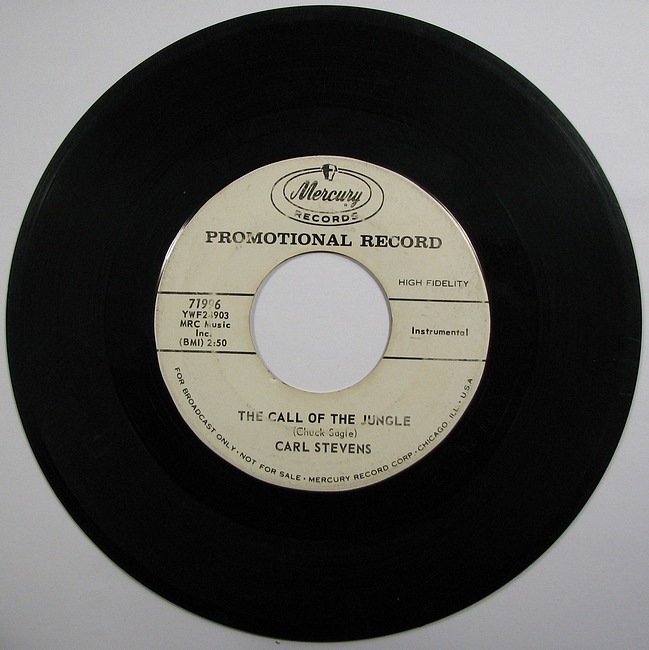 Mercury
RECORDS
PROMOTIONAL RECORD
HIGH FIDELITY
71996
MRC Music
Inc.
(BMI) 2:50
Instrumental
THE CALL OF THE JUNGLE
(Chuck Sagle)
CARL STEVENS
FOR BROADCAST ONLY • NOT FOR SALE • MERCURY RECORD CORP • CHICAGO, ILL • U.S.A